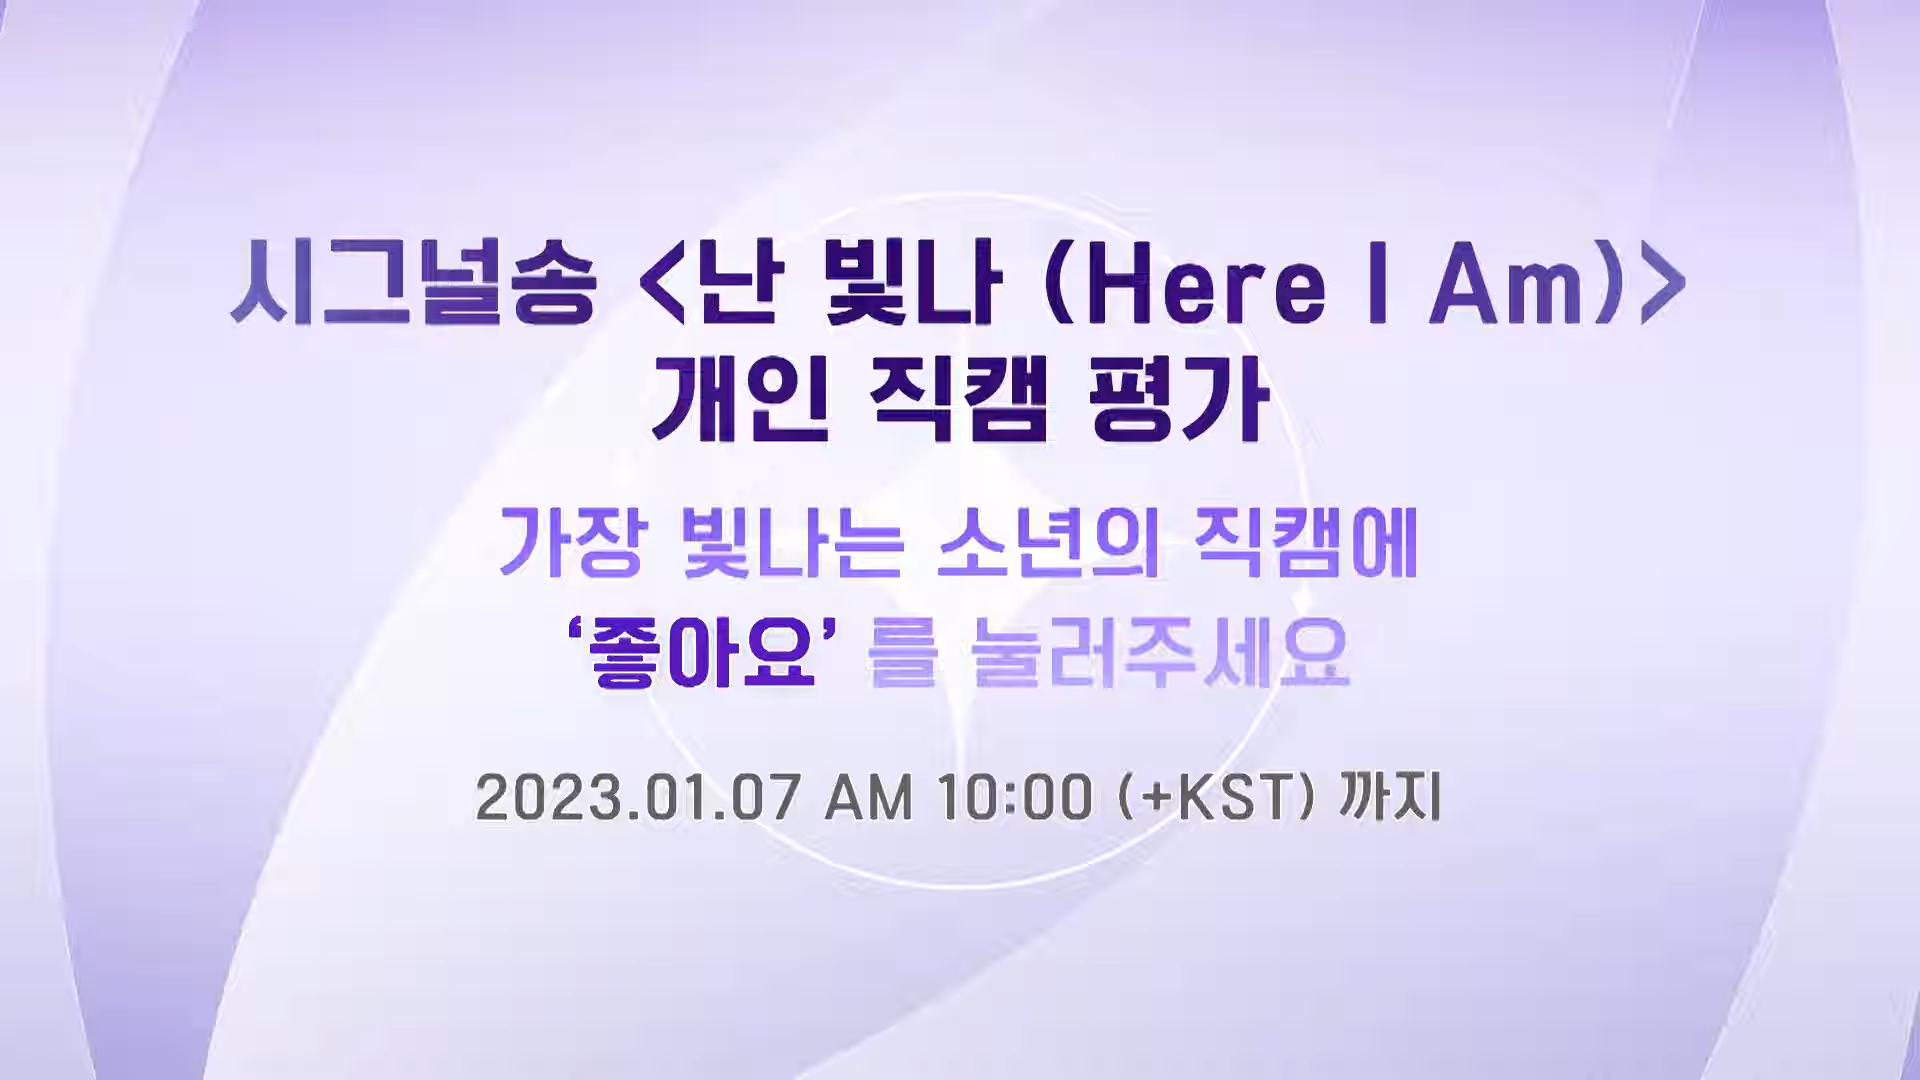 시그널송 <난 빛나 (Here I Am)>
개인 직캠 평가
가장 빛나는 소년의 직캠에
‘좋아요’ 를 눌러주세요
2023.01.07 AM 10:00 (+KST) 까지